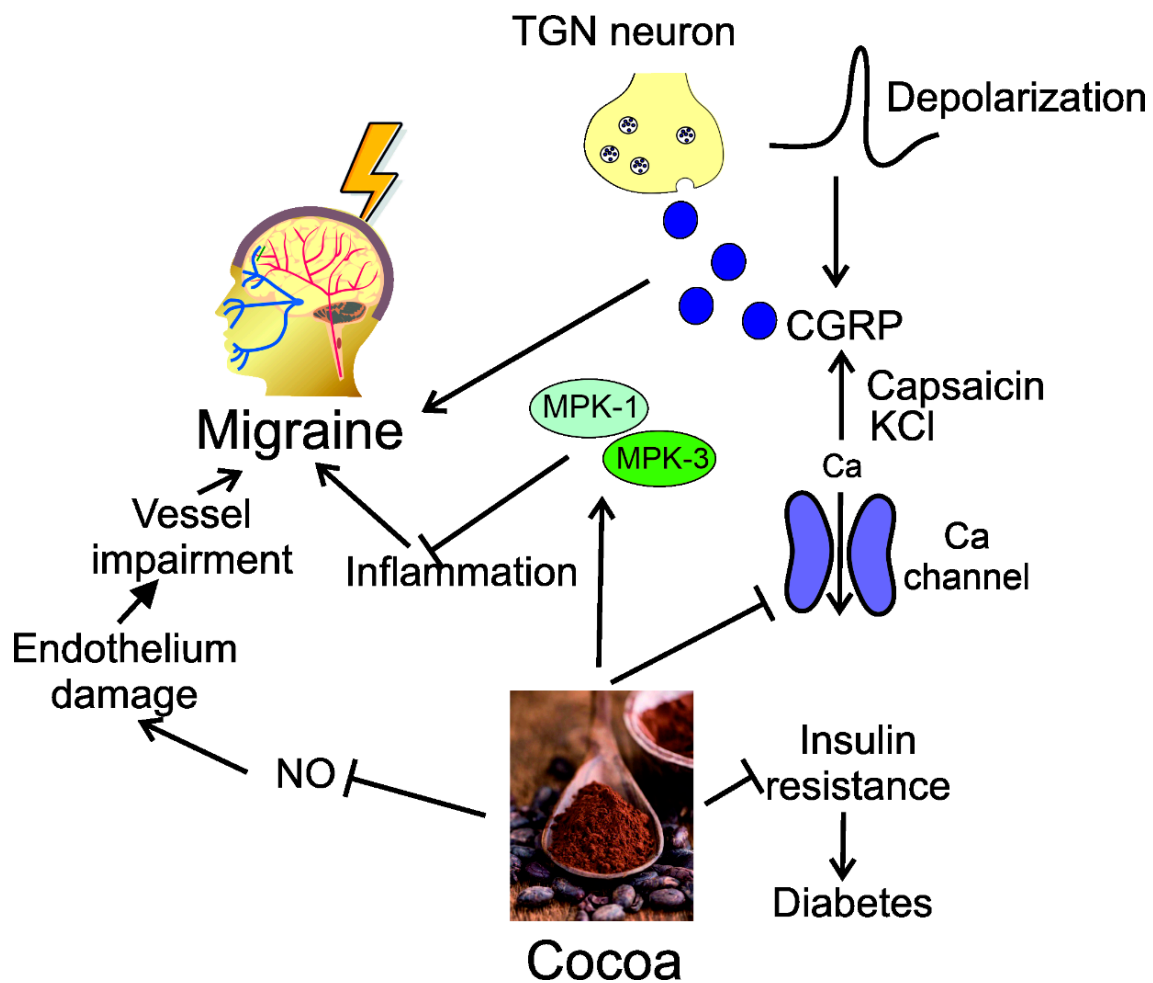 TGN neuron
Depolarization
CGRP
Capsaicin
KCl
Ca
Ca
channel
MPK-1
MPK-3
Migraine
Vessel
impairment
Inflammation
Endothelium
damage
NO
Insulin
resistance
Diabetes
Cocoa